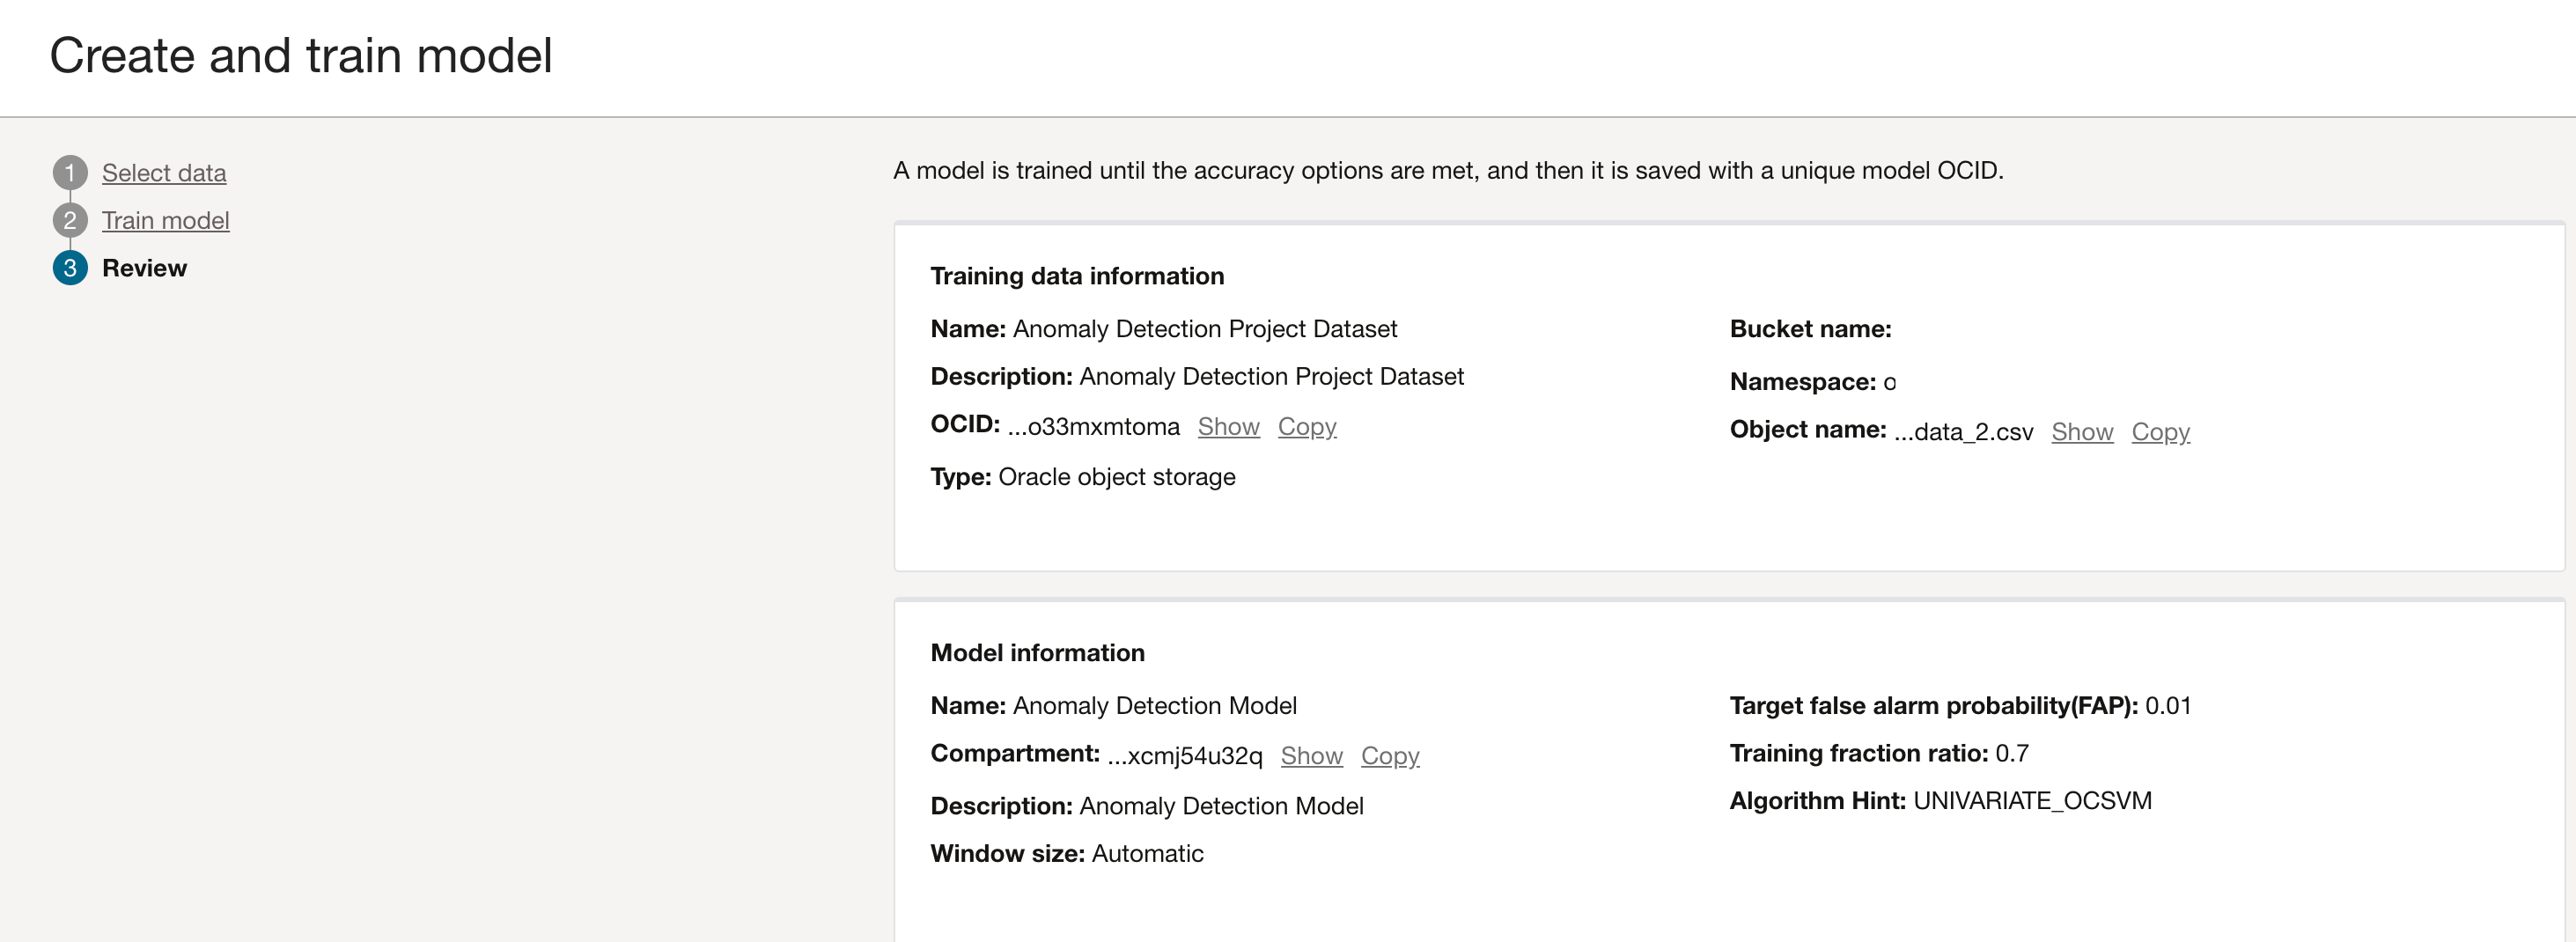 Create and train model
1 Select data
2 Train model
3 Review
A model is trained until the accuracy options are met, and then it is saved with a unique model OCID.
Training data information
Name: Anomaly Detection Project Dataset
Description: Anomaly Detection Project Dataset
OCID: ...o33mxmtoma Show Copy
Type: Oracle object storage
Bucket name:
Namespace: o
Object name: ...data_2.csv Show Copy
Model information
Name: Anomaly Detection Model
Compartment: ...xcmj54u32q Show Copy
Description: Anomaly Detection Model
Window size: Automatic
Target false alarm probability(FAP): 0.01
Training fraction ratio: 0.7
Algorithm Hint: UNIVARIATE_OCSVM